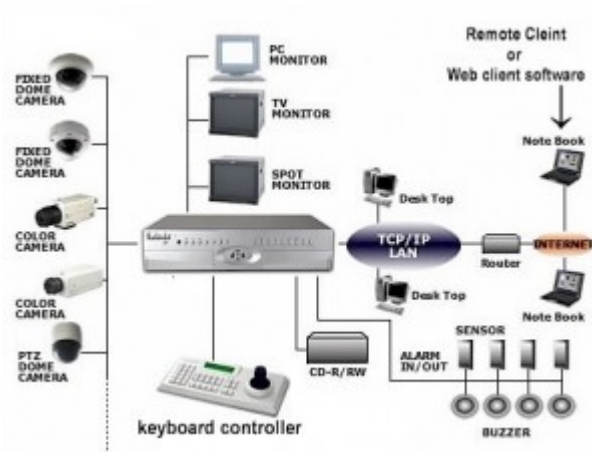 PC
MONITOR
Remote Cleint
or
Web client software
FIXED
DOME
CAMERA
TV
MONITOR
FIXED
DOME
CAMERA
SPOT
MONITOR
Note Book
Desk Top
COLOR
CAMERA
TCP/IP
LAN
Router
INTERNET
Desk Top
Note Book
COLOR
CAMERA
SENSOR
PTZ
DOME
CAMERA
CD-R/RW
ALARM
IN/OUT
keyboard controller
BUZZER